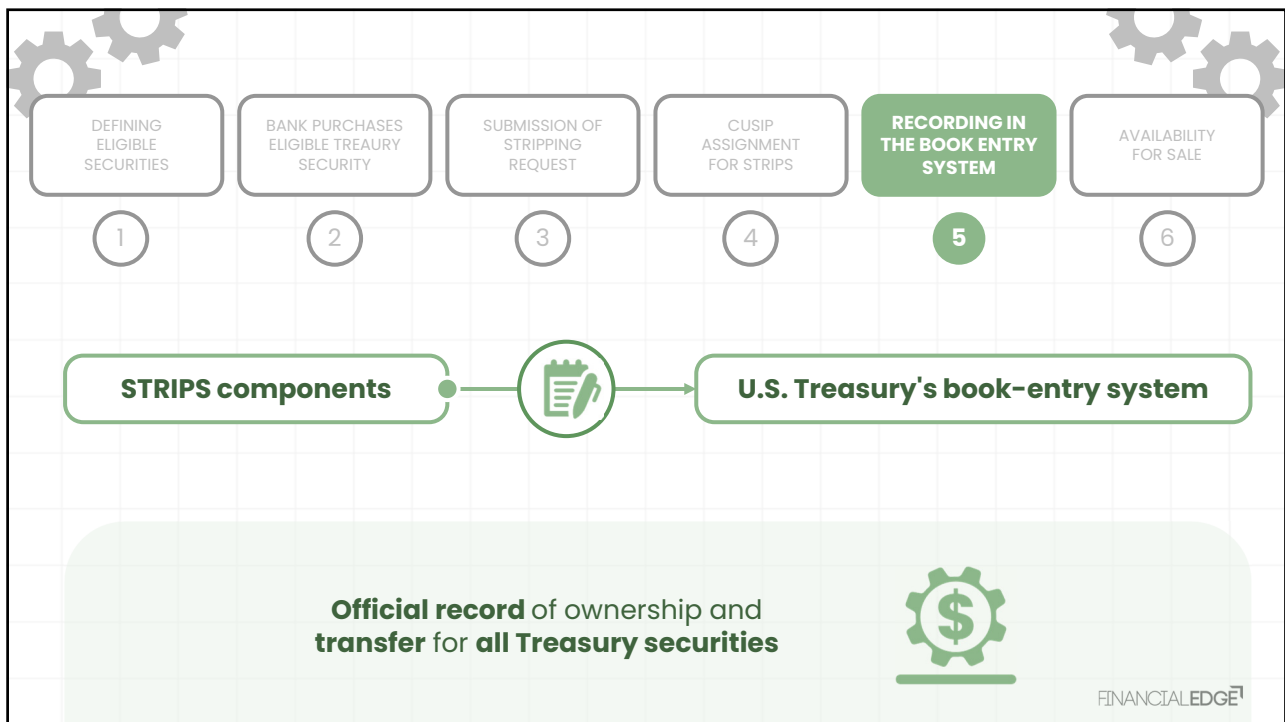 DEFINING
ELIGIBLE
SECURITIES
BANK PURCHASES
ELIGIBLE TREAURY
SECURITY
SUBMISSION OF
STRIPPING
REQUEST
CUSIP
ASSIGNMENT
FOR STRIPS
RECORDING IN
THE BOOK ENTRY
SYSTEM
AVAILABILITY
FOR SALE
1
2
3
4
5
6
STRIPS components
U.S. Treasury's book-entry system
Official record of ownership and
transfer for all Treasury securities
$
FINANCIALEDGE